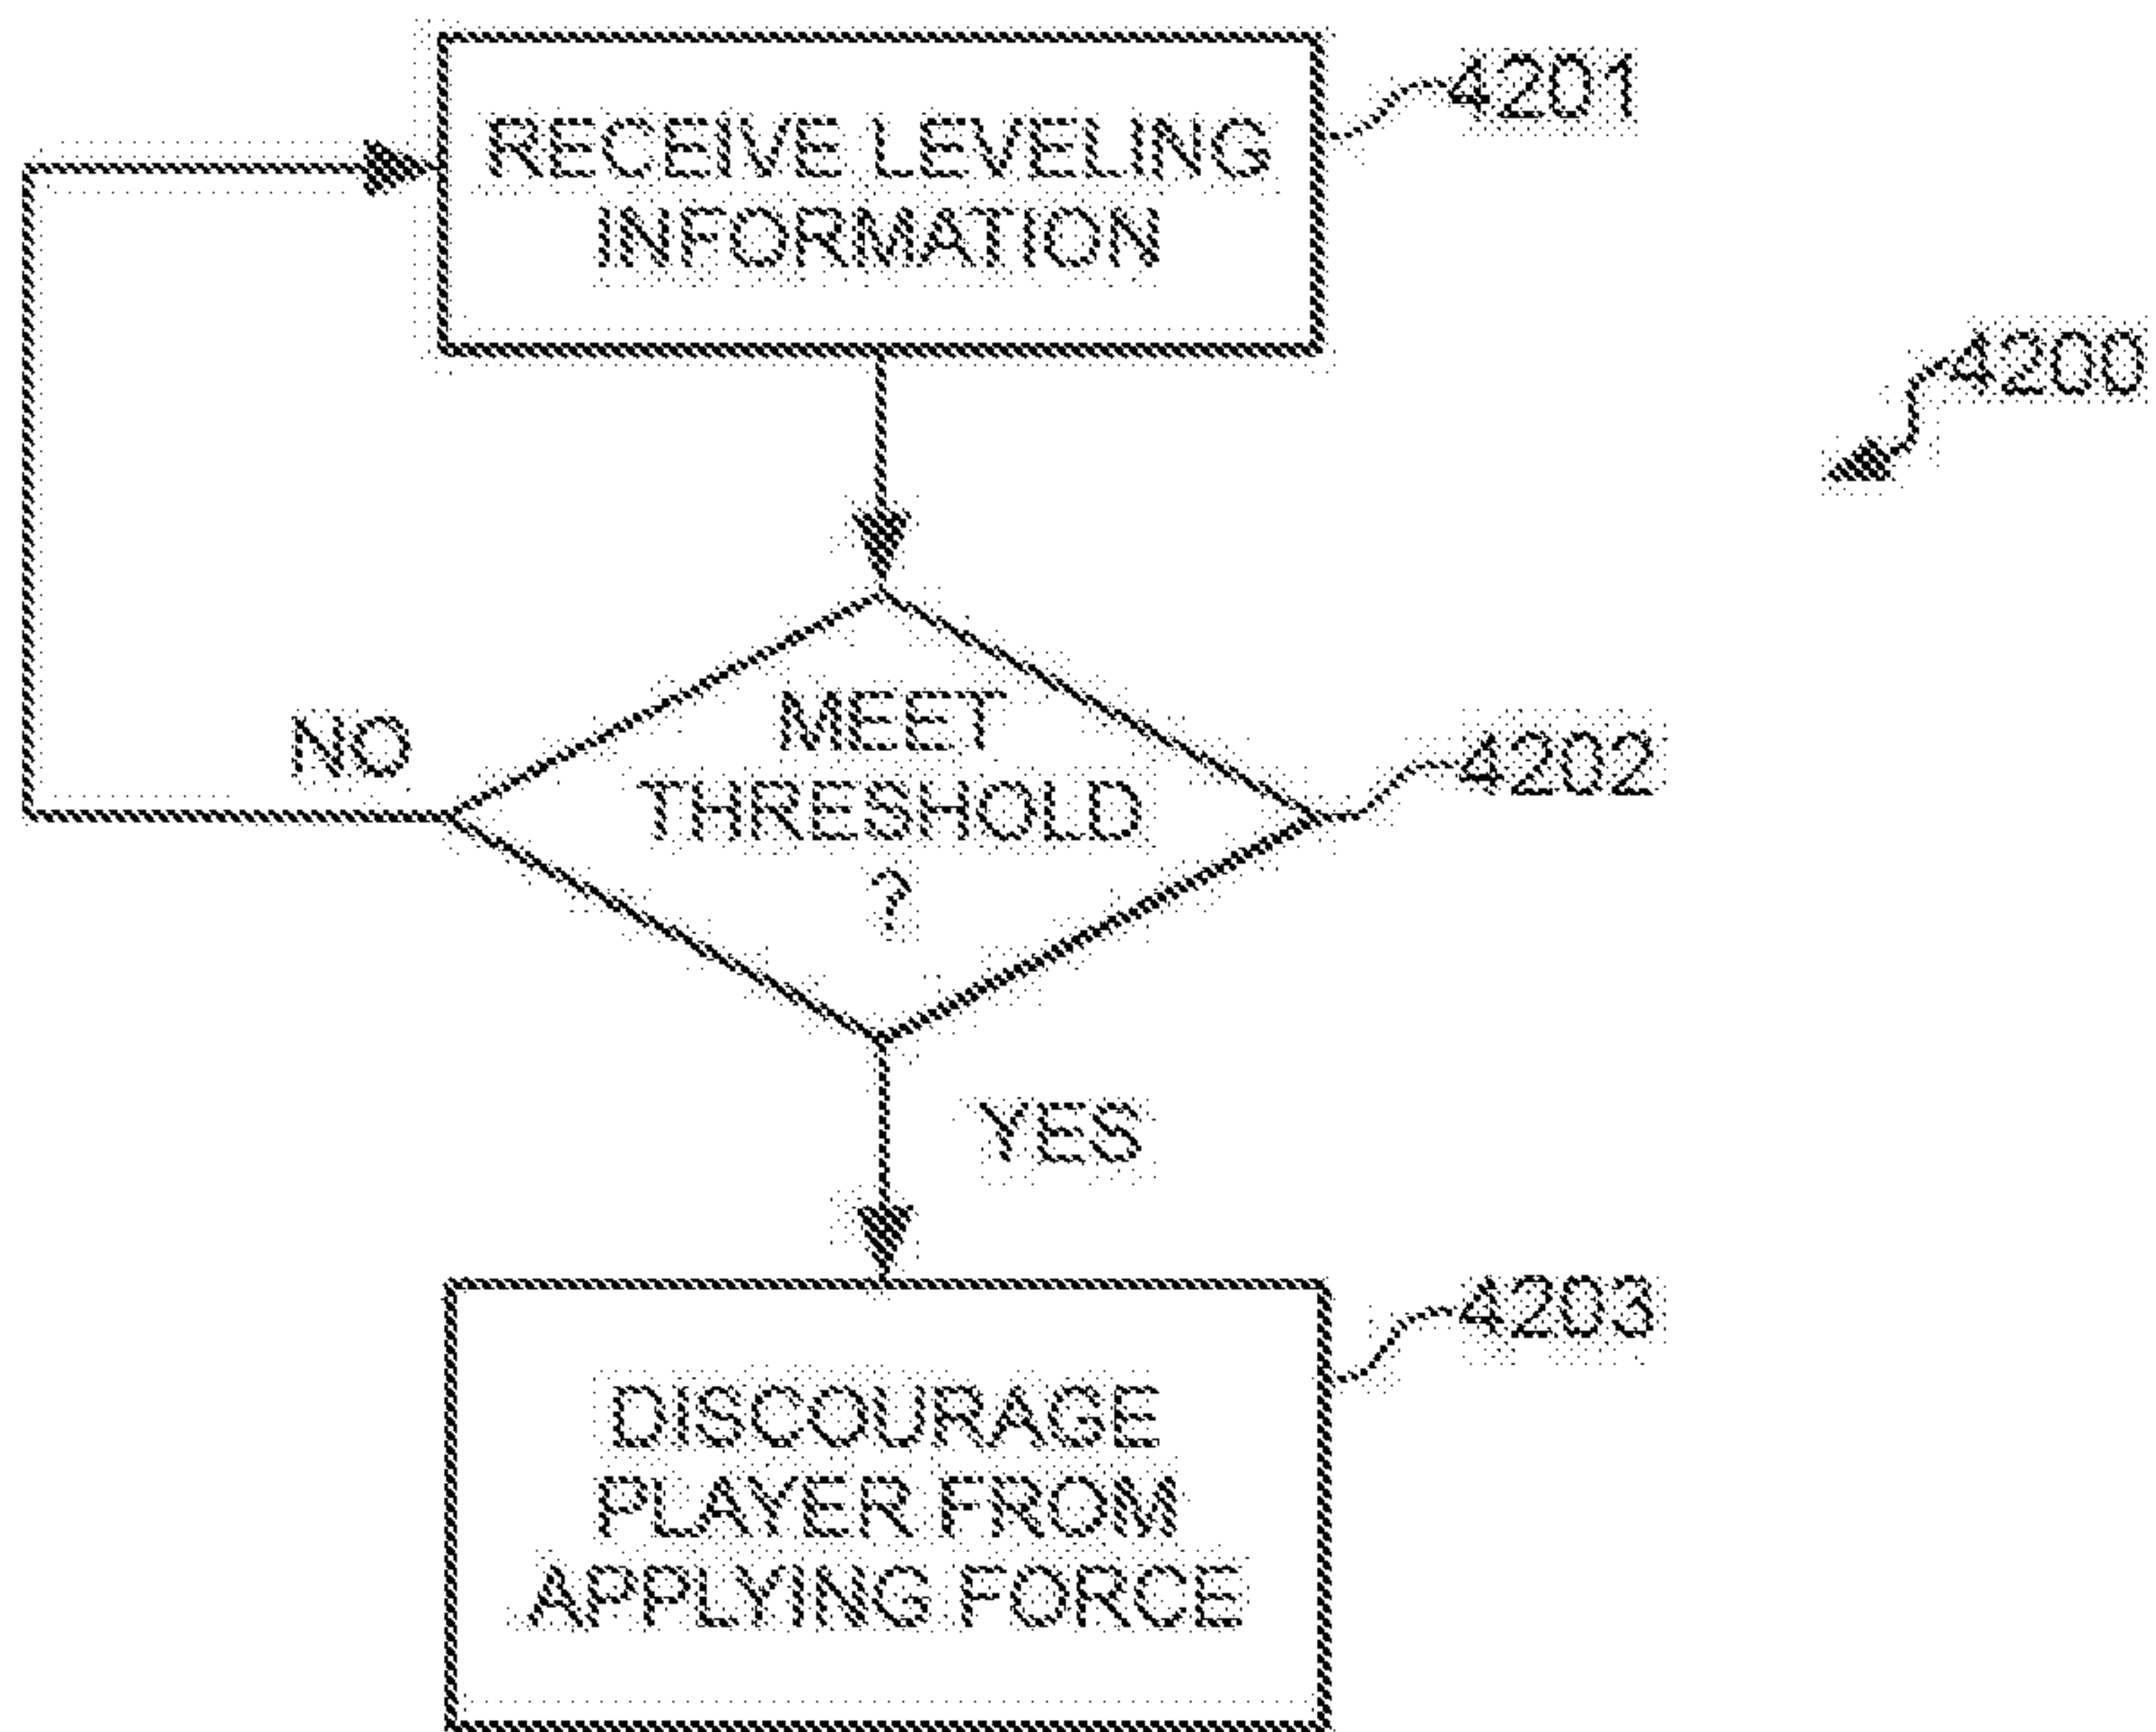 4201
RECEIVE LEVELING
INFORMATION
4200
MEET
THRESHOLD
?
NO
4202
YES
4203
DISCOURAGE
PLAYER FROM
APPLYING FORCE